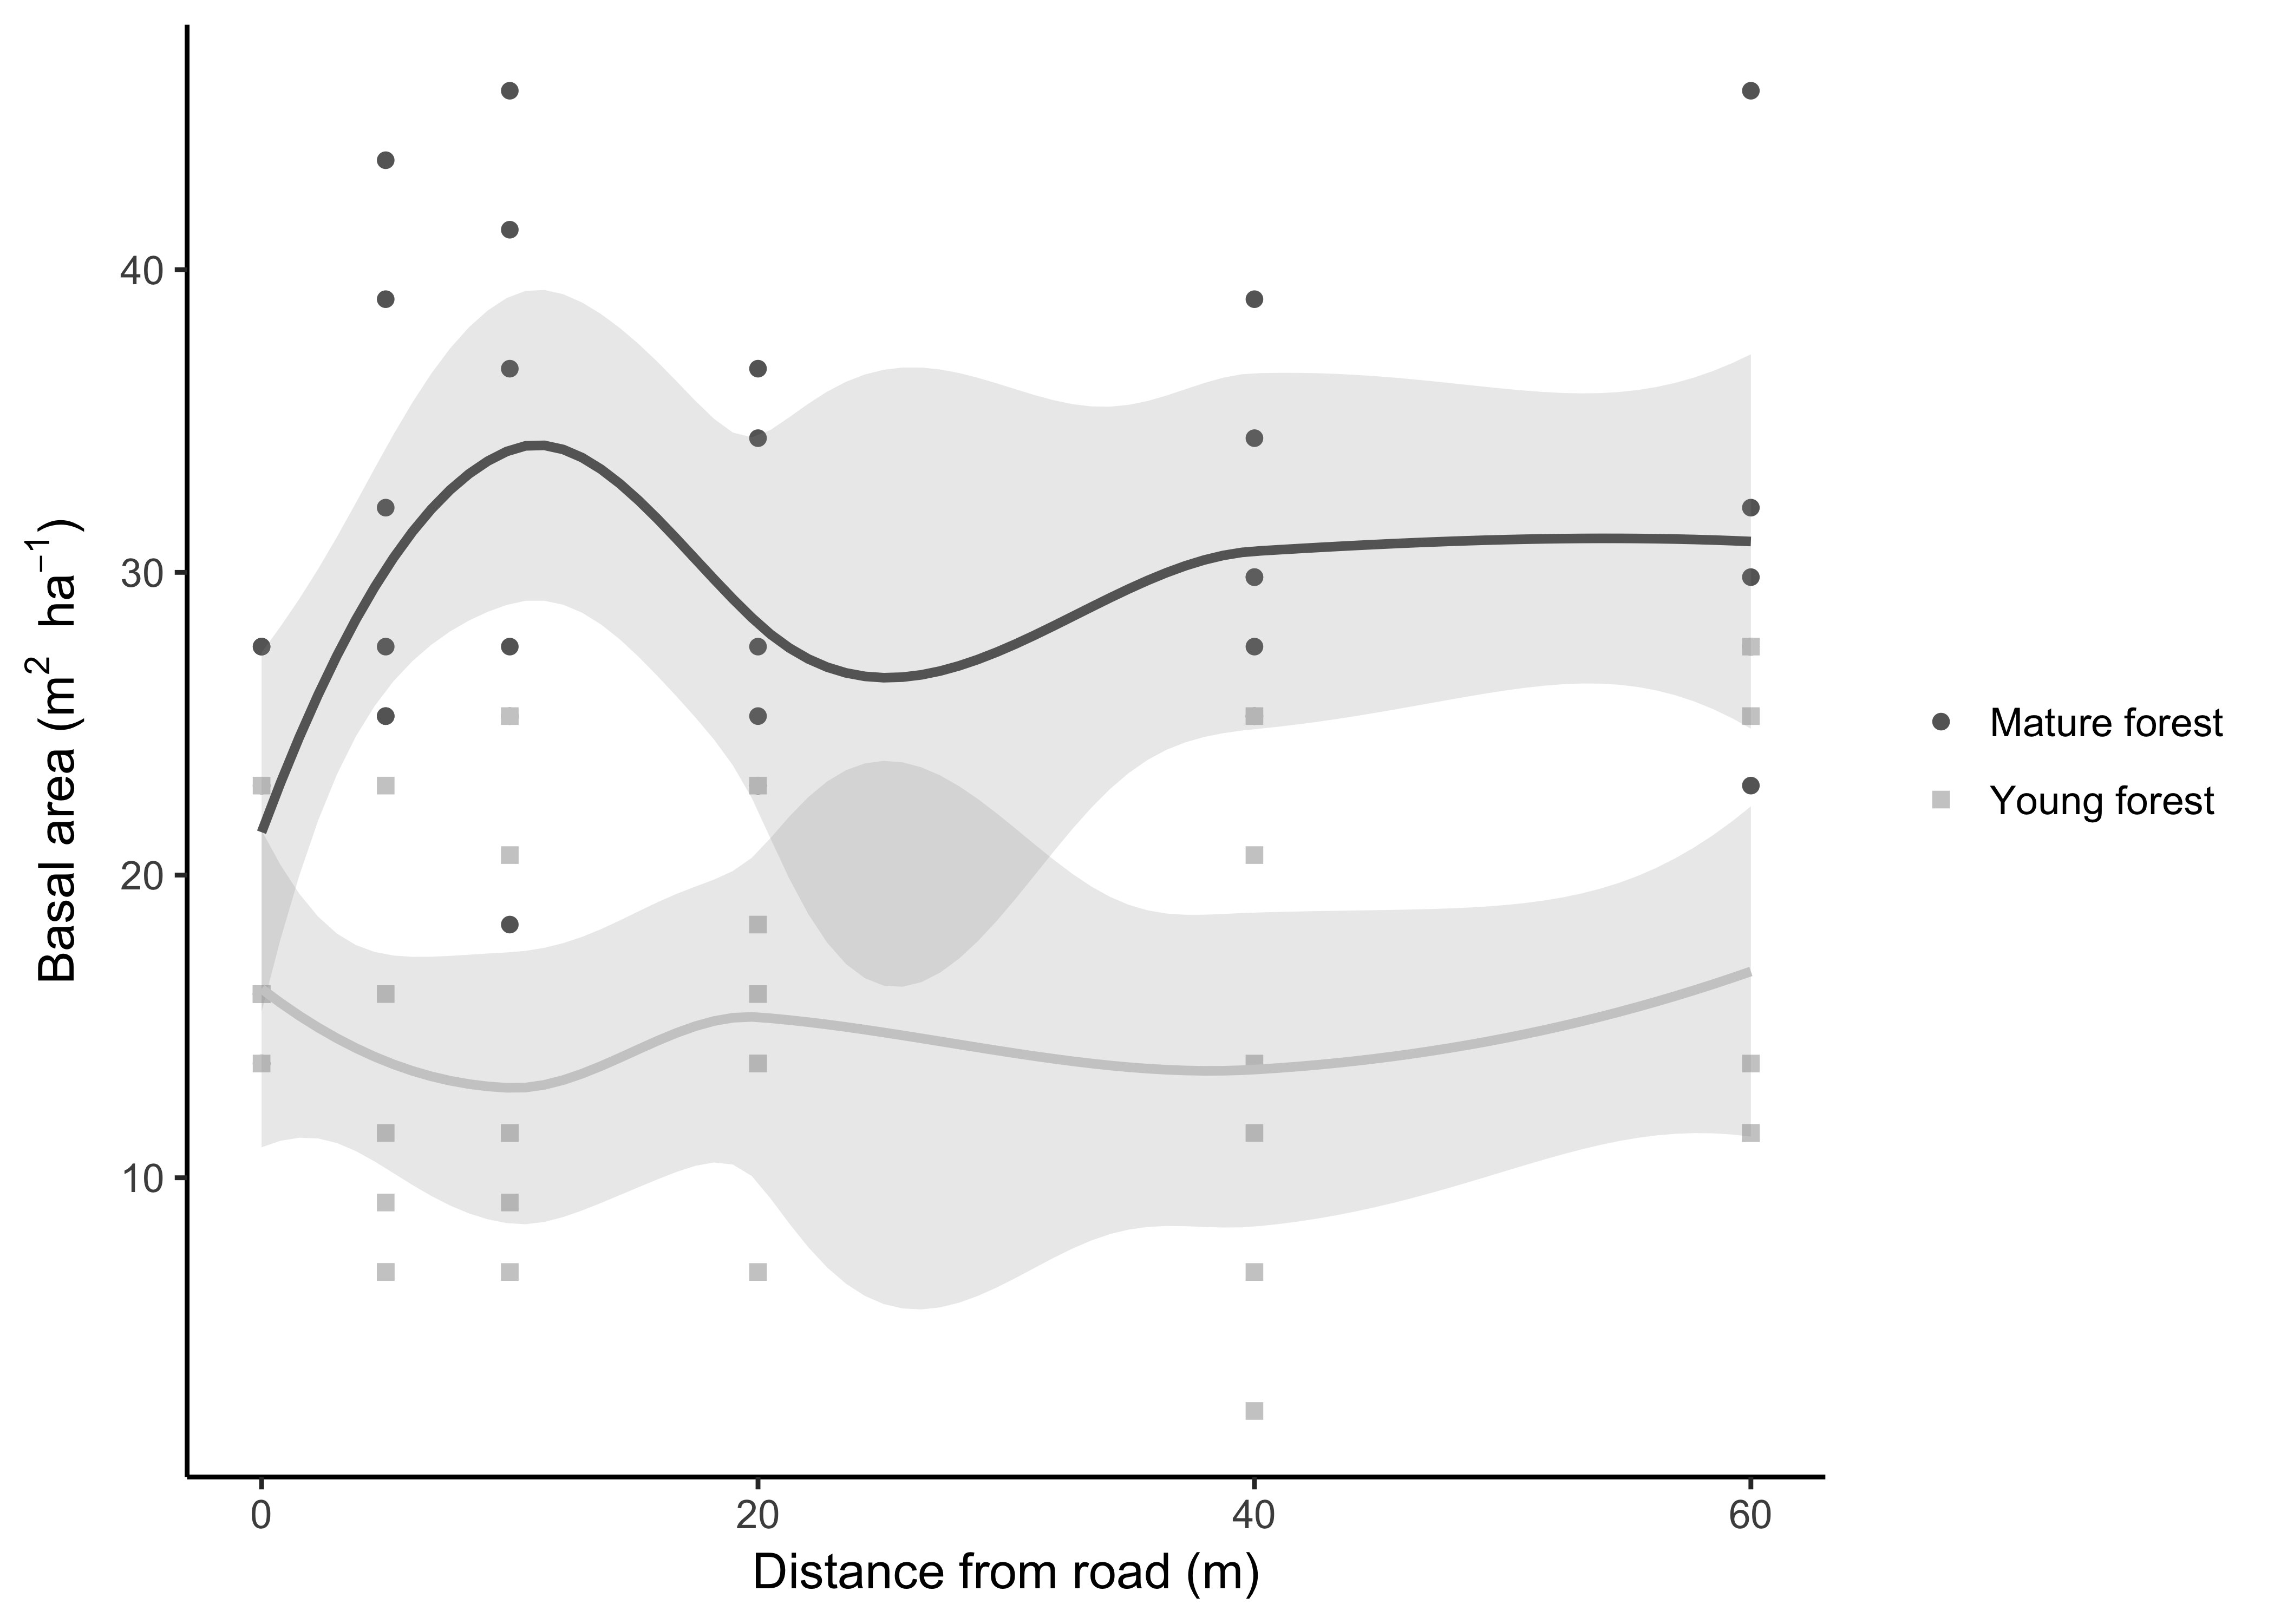 40
30
20
10
Basal area (m² ha⁻¹)
0 20 40 60
Distance from road (m)
Mature forest
Young forest